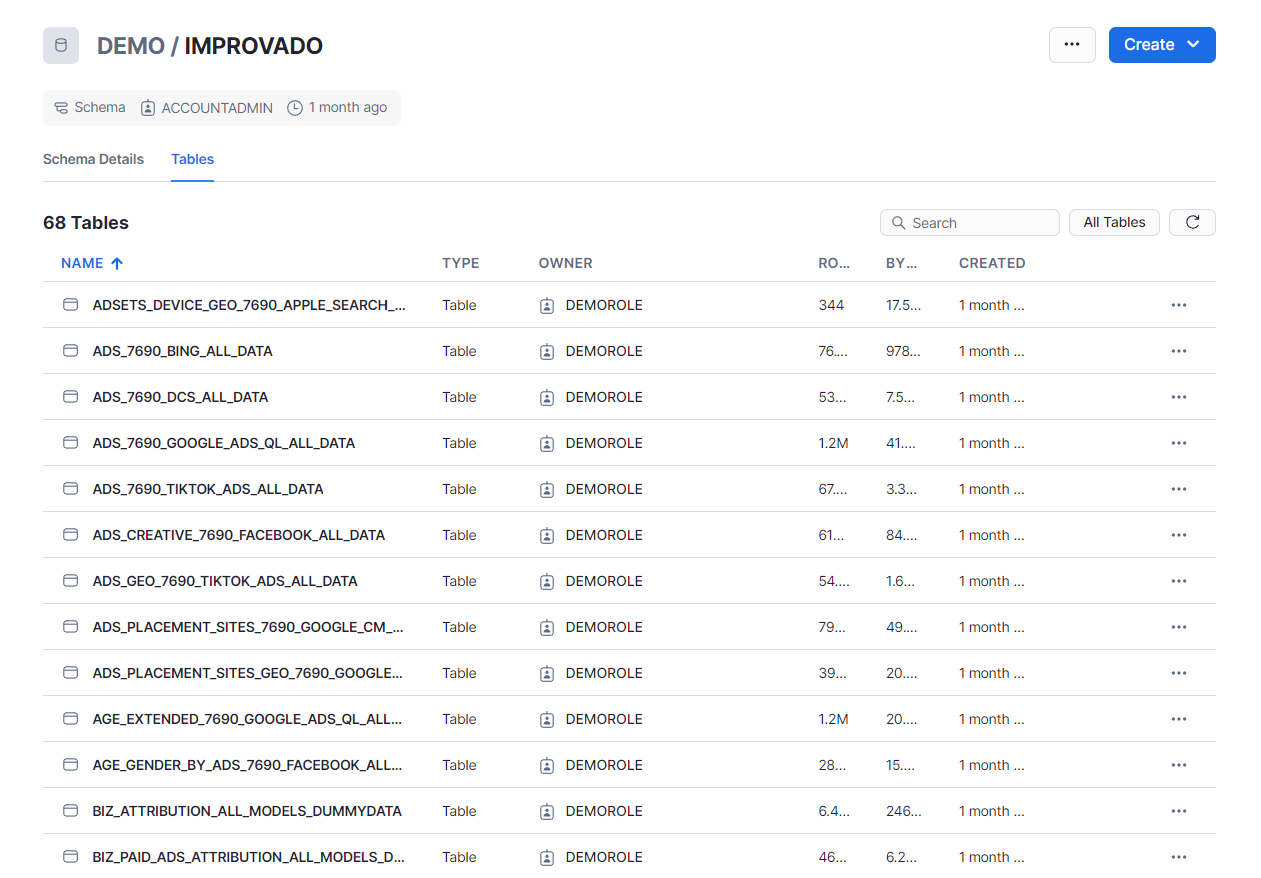 DEMO / IMPROVADO
... Create
Schema ACCOUNTADMIN 1 month ago
Schema Details Tables
68 Tables Search All Tables
NAME TYPE OWNER RO... BY... CREATED
ADSETS_DEVICE_GEO_7690_APPLE_SEARCH_... Table DEMOROLE 344 17.5... 1 month ... ...
ADS_7690_BING_ALL_DATA Table DEMOROLE 76.... 978... 1 month ... ...
ADS_7690_DCS_ALL_DATA Table DEMOROLE 53... 7.5... 1 month ... ...
ADS_7690_GOOGLE_ADS_QL_ALL_DATA Table DEMOROLE 1.2M 41.... 1 month ... ...
ADS_7690_TIKTOK_ADS_ALL_DATA Table DEMOROLE 67.... 3.3... 1 month ... ...
ADS_CREATIVE_7690_FACEBOOK_ALL_DATA Table DEMOROLE 61... 84.... 1 month ... ...
ADS_GEO_7690_TIKTOK_ADS_ALL_DATA Table DEMOROLE 54.... 1.6... 1 month ... ...
ADS_PLACEMENT_SITES_7690_GOOGLE_CM_... Table DEMOROLE 79... 49.... 1 month ... ...
ADS_PLACEMENT_SITES_GEO_7690_GOOGLE... Table DEMOROLE 39... 20.... 1 month ... ...
AGE_EXTENDED_7690_GOOGLE_ADS_QL_ALL... Table DEMOROLE 1.2M 20.... 1 month ... ...
AGE_GENDER_BY_ADS_7690_FACEBOOK_ALL... Table DEMOROLE 28... 15.... 1 month ... ...
BIZ_ATTRIBUTION_ALL_MODELS_DUMMYDATA Table DEMOROLE 6.4... 246... 1 month ... ...
BIZ_PAID_ADS_ATTRIBUTION_ALL_MODELS_D... Table DEMOROLE 46... 6.2... 1 month ... ...